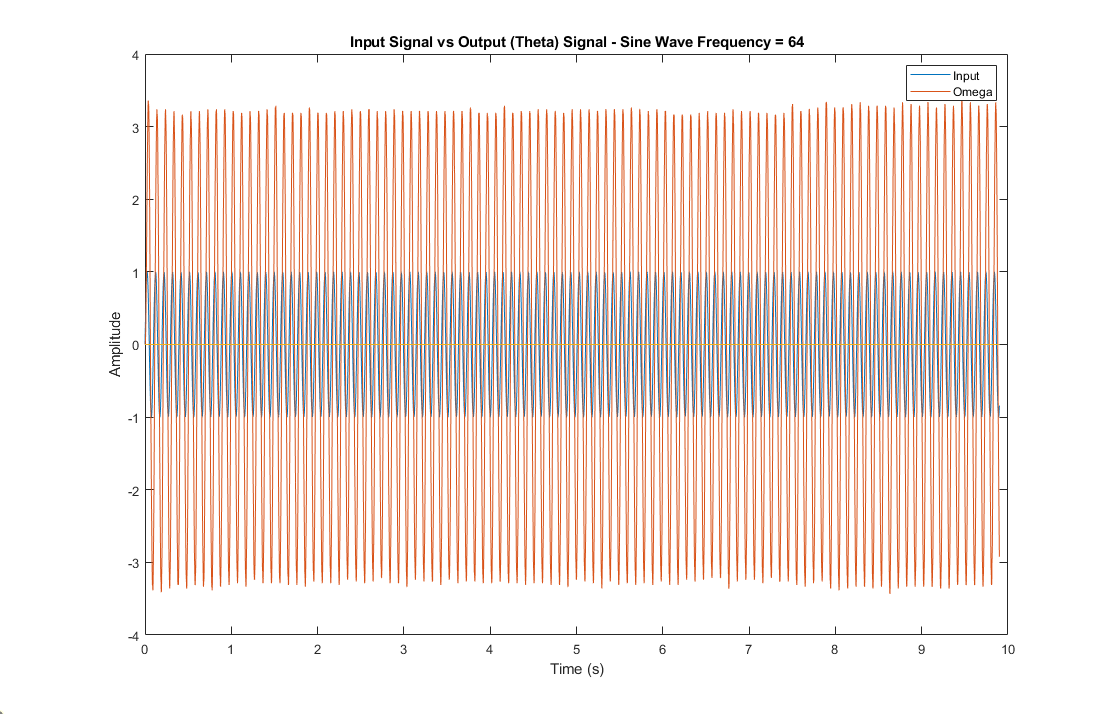 Input Signal vs Output (Theta) Signal - Sine Wave Frequency = 64
Input
Omega
Amplitude
4
3
2
1
0
-1
-2
-3
-4
0 1 2 3 4 5 6 7 8 9 10
Time (s)